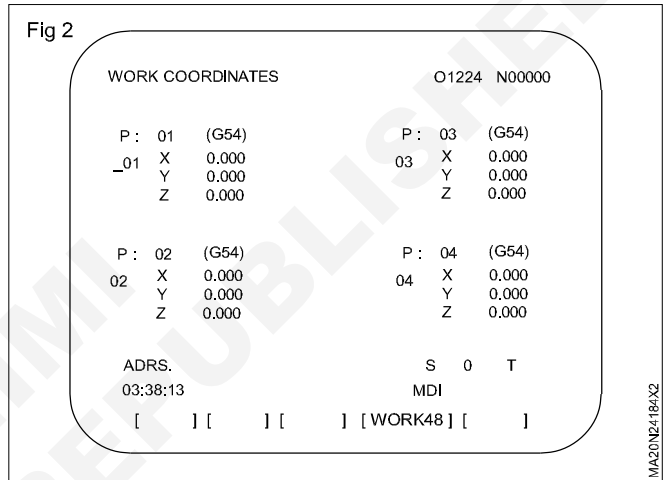 Fig 2
WORK COORDINATES O1224 N00000
P : 01 (G54) P : 03 (G54)
_01 X 0.000 03 X 0.000
Y 0.000 Y 0.000
Z 0.000 Z 0.000
P : 02 (G54) P : 04 (G54)
02 X 0.000 04 X 0.000
Y 0.000 Y 0.000
Z 0.000 Z 0.000
ADRS. S 0 T
03:38:13 MDI
[ ] [ ] [ ] [ WORK48 ] [ ]
MA20N24184X2